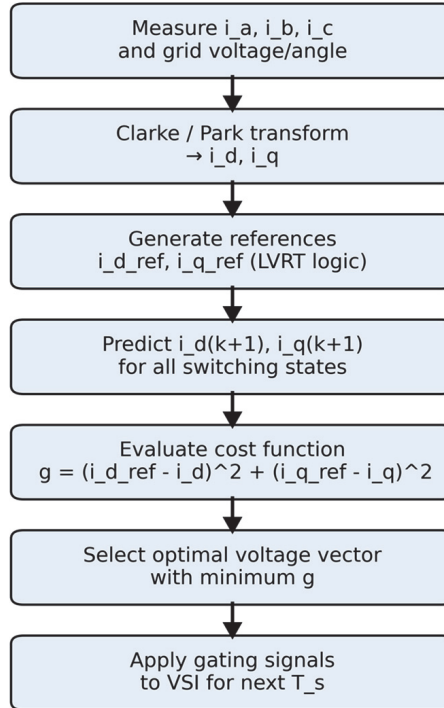 Measure i_a, i_b, i_c
and grid voltage/angle
Clarke / Park transform
→ i_d, i_q
Generate references
i_d_ref, i_q_ref (LVRT logic)
Predict i_d(k+1), i_q(k+1)
for all switching states
Evaluate cost function
g = (i_d_ref - i_d)^2 + (i_q_ref - i_q)^2
Select optimal voltage vector
with minimum g
Apply gating signals
to VSI for next T_s